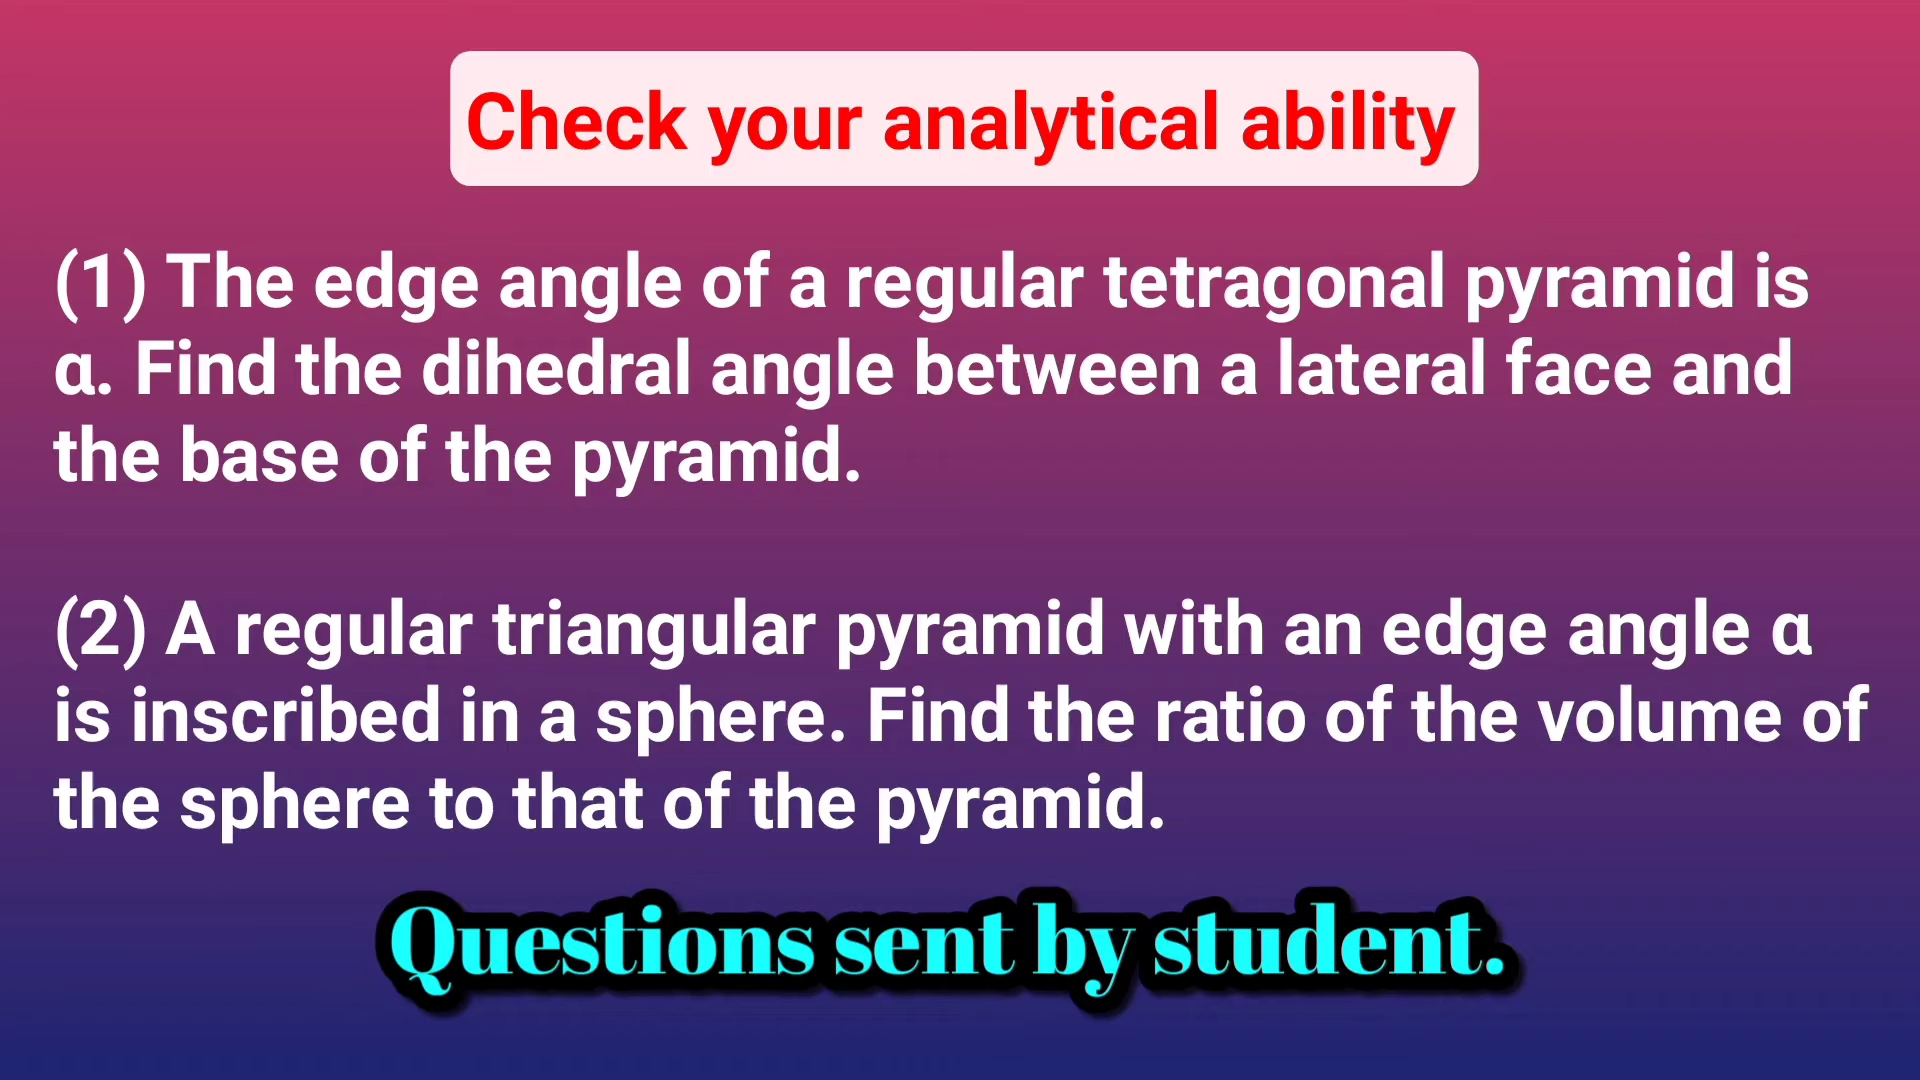 Check your analytical ability
(1) The edge angle of a regular tetragonal pyramid is
α. Find the dihedral angle between a lateral face and
the base of the pyramid.
(2) A regular triangular pyramid with an edge angle α
is inscribed in a sphere. Find the ratio of the volume of
the sphere to that of the pyramid.
Questions sent by student.